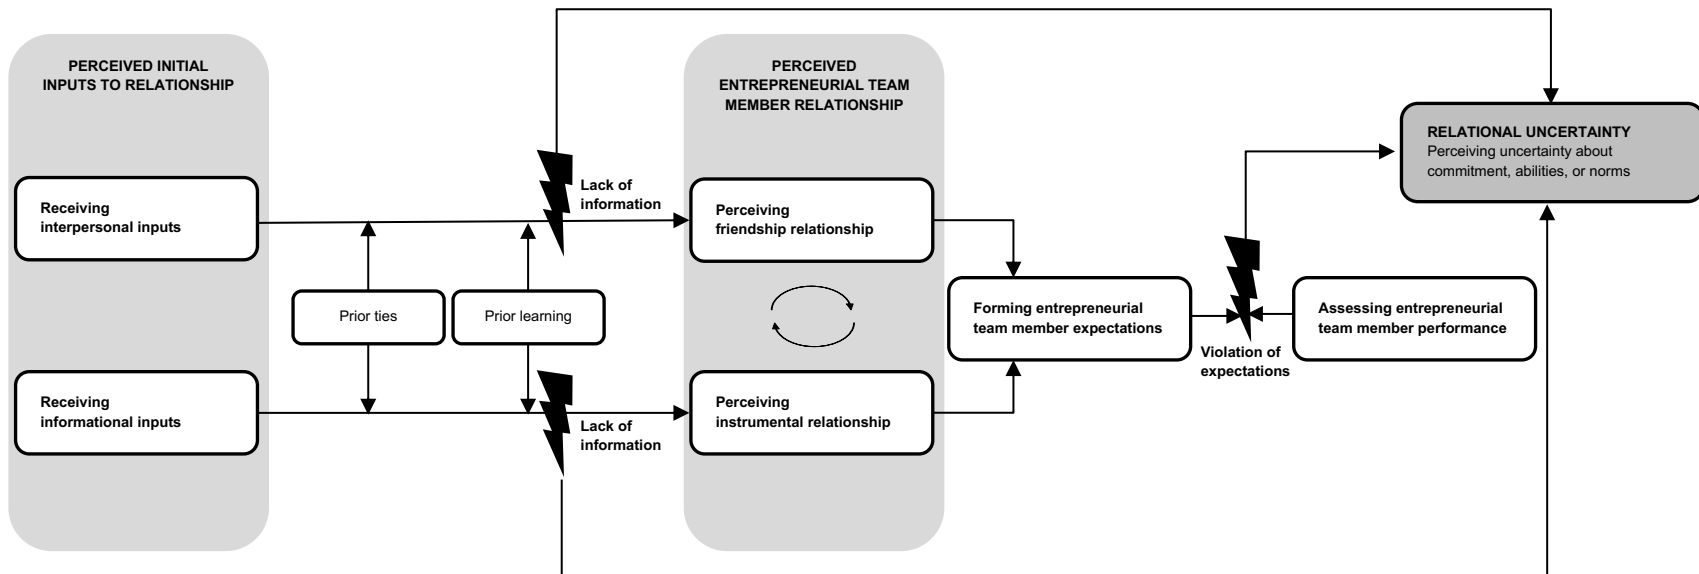 PERCEIVED INITIAL
INPUTS TO RELATIONSHIP
Receiving
interpersonal inputs
Receiving
informational inputs
Prior ties
Prior learning
Lack of
information
Lack of
information
PERCEIVED
ENTREPRENEURIAL TEAM
MEMBER RELATIONSHIP
Perceiving
friendship relationship
Perceiving
instrumental relationship
Forming entrepreneurial
team member expectations
Violation of
expectations
Assessing entrepreneurial
team member performance
RELATIONAL UNCERTAINTY
Perceiving uncertainty about
commitment, abilities, or norms